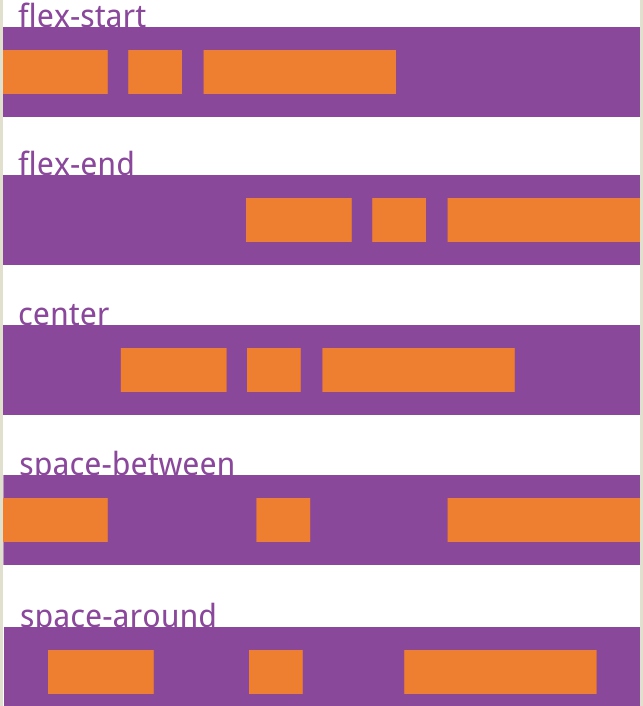 flex-start
flex-end
center
space-between
space-around